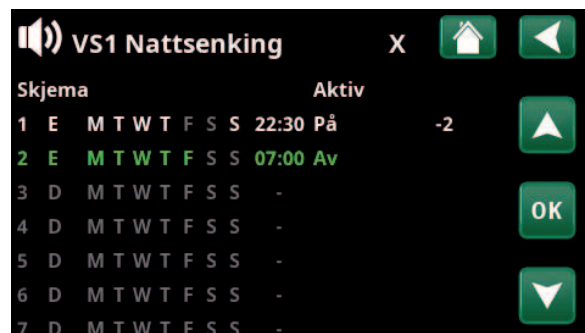 VS1 Nattsenking X
Skjema Aktiv
1 E M T W T F S S 22:30 På -2
2 E M T W T F S S 07:00 Av
3 D M T W T F S S -
4 D M T W T F S S -
OK
5 D M T W T F S S -
6 D M T W T F S S -
7 D M T W T F S S -